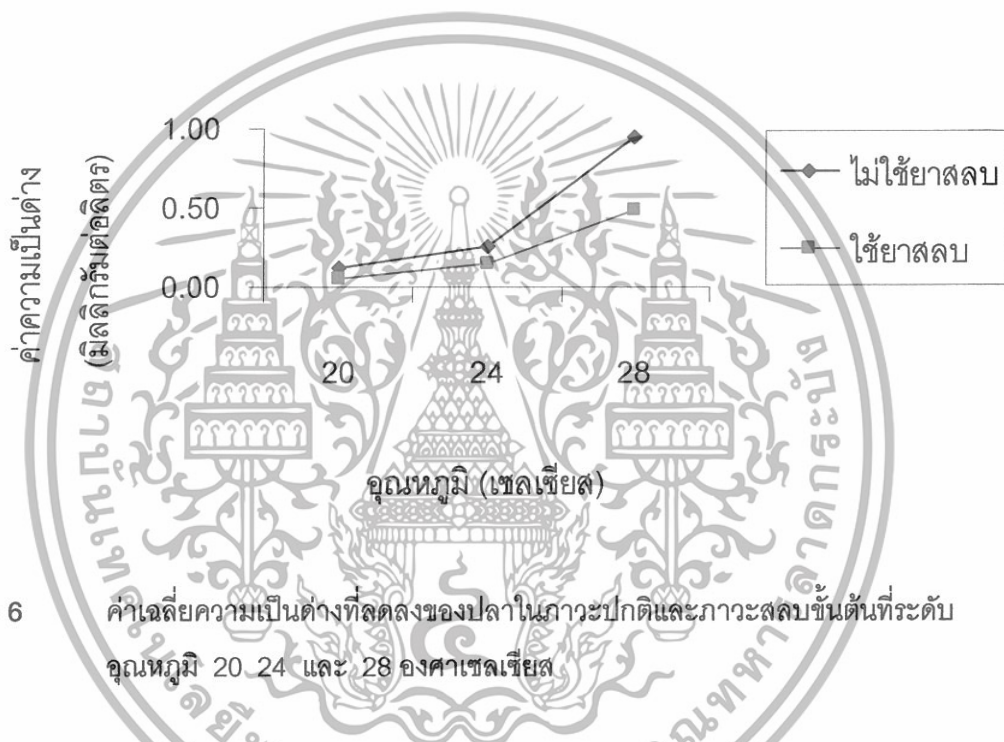 ค่าความเป็นด่าง
(มิลลิกรัมต่อลิตร)
1.00
0.50
0.00
20 24 28
อุณหภูมิ (เซลเซียส)
ไม่ใช้ยาสลบ
ใช้ยาสลบ
6 ค่าเฉลี่ยความเป็นด่างที่ลดลงของปลาในภาวะปกติและภาวะสลบขั้นต้นที่ระดับ
อุณหภูมิ 20 24 และ 28 องศาเซลเซียส